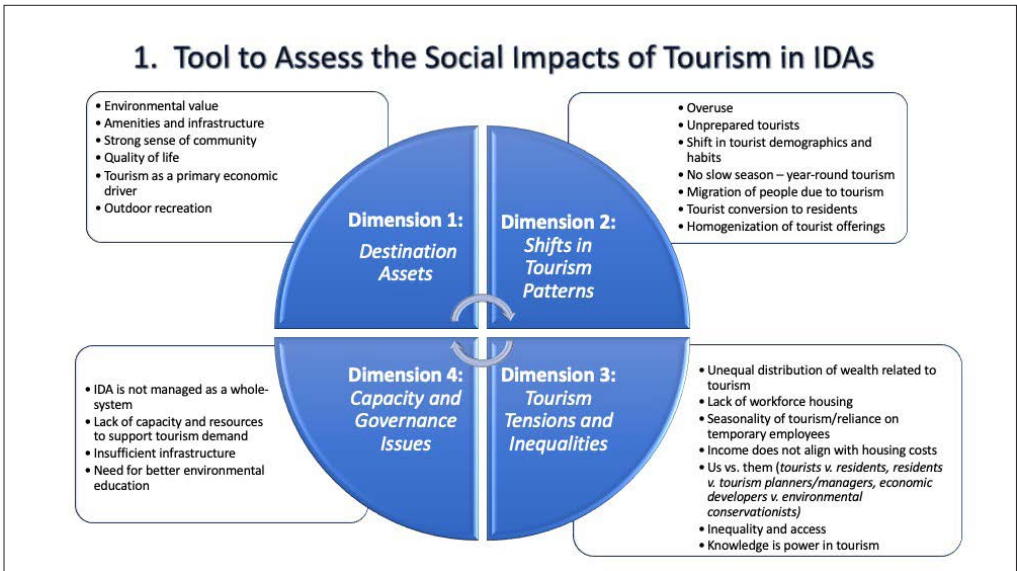 1. Tool to Assess the Social Impacts of Tourism in IDAs
• Environmental value
• Amenities and infrastructure
• Strong sense of community
• Quality of life
• Tourism as a primary economic
driver
• Outdoor recreation
• Overuse
• Unprepared tourists
• Shift in tourist demographics and
habits
• No slow season – year-round tourism
• Migration of people due to tourism
• Tourist conversion to residents
• Homogenization of tourist offerings
Dimension 1:
Destination
Assets
Dimension 2:
Shifts in
Tourism
Patterns
Dimension 4:
Capacity and
Governance
Issues
Dimension 3:
Tourism
Tensions and
Inequalities
• IDA is not managed as a whole-
system
• Lack of capacity and resources
to support tourism demand
• Insufficient infrastructure
• Need for better environmental
education
• Unequal distribution of wealth related to
tourism
• Lack of workforce housing
• Seasonality of tourism/reliance on
temporary employees
• Income does not align with housing costs
• Us vs. them (tourists v. residents, residents
v. tourism planners/managers, economic
developers v. environmental
conservationists)
• Inequality and access
• Knowledge is power in tourism